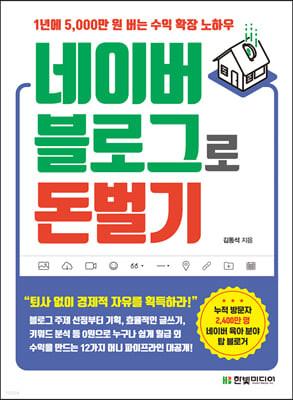 1년에 5,000만 원 버는 수익 확장 노하우
네이버
블로그로
돈벌기
김동석 지음
“퇴사 없이 경제적 자유를 획득하라!”
블로그 주제 선정부터 기획, 효율적인 글쓰기,
키워드 분석 등 0원으로 누구나 쉽게 월급 외
수익을 만드는 12가지 머니 파이프라인 대공개!
누적 방문자
2,400만 명
네이버 육아 분야
탑 블로거
한빛미디어